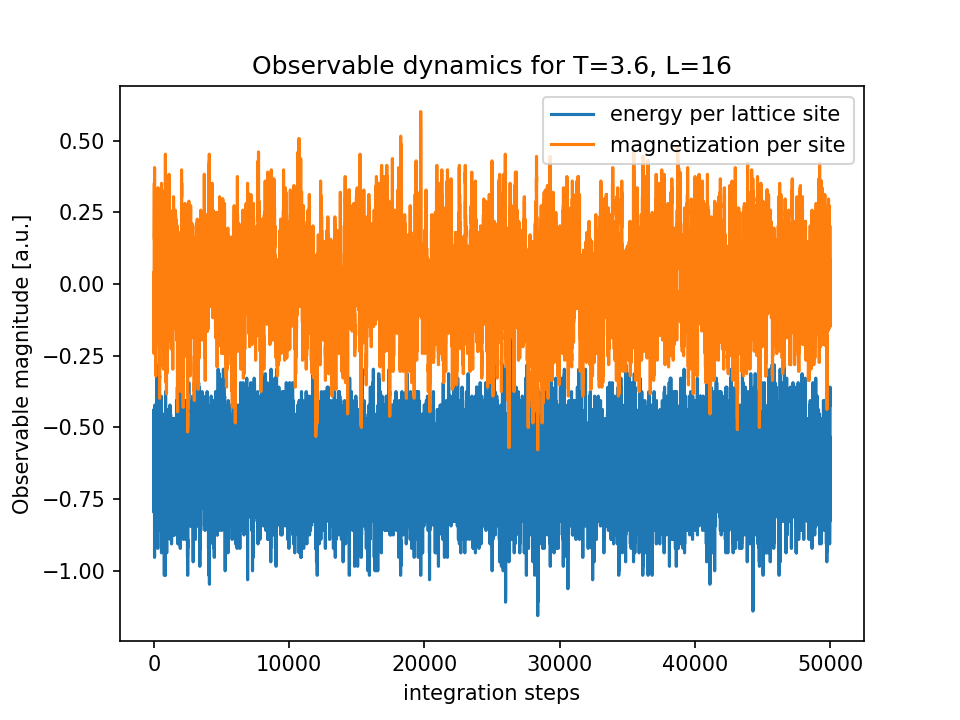 Observable dynamics for T=3.6, L=16
energy per lattice site
magnetization per site
Observable magnitude [a.u.]
0.50
0.25
0.00
−0.25
−0.50
−0.75
−1.00
0 10000 20000 30000 40000 50000
integration steps